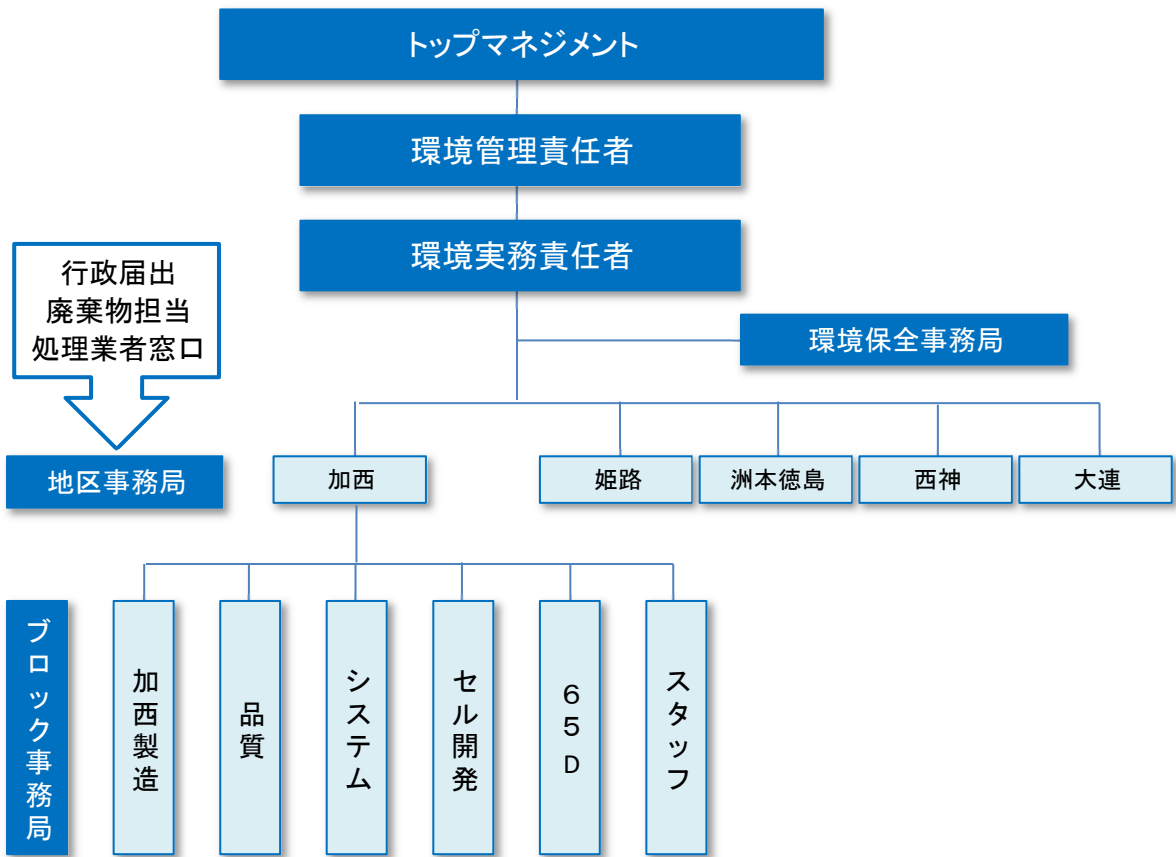 トップマネジメント
環境管理責任者
環境実務責任者
行政届出
廃棄物担当
処理業者窓口
環境保全事務局
地区事務局
加西
姫路
洲本徳島
西神
大連
ブロック事務局
加西製造
品質
システム
セル開発
65D
スタッフ